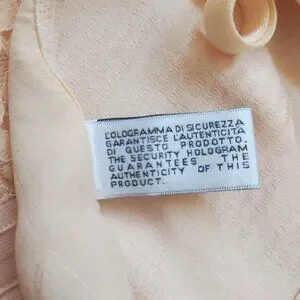 L'OLOGRAMMA DI SICUREZZA
GARANTISCE L'AUTENTICITÀ
DI QUESTO PRODOTTO.
THE SECURITY HOLOGRAM
GUARANTEES THE
AUTHENTICITY OF THIS
PRODUCT.